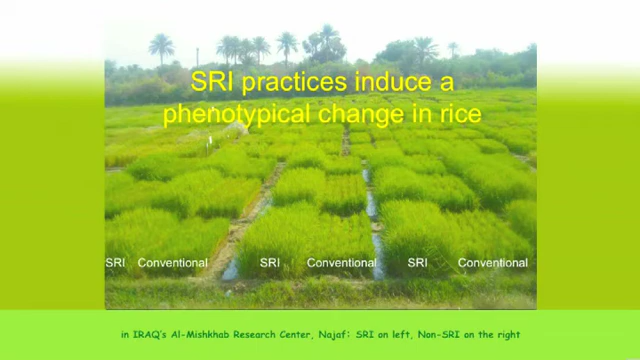 SRI practices induce a
phenotypical change in rice
SRI Conventional SRI Conventional SRI Conventional
in IRAQ's Al-Mishkhab Research Center, Najaf: SRI on left, Non-SRI on the right